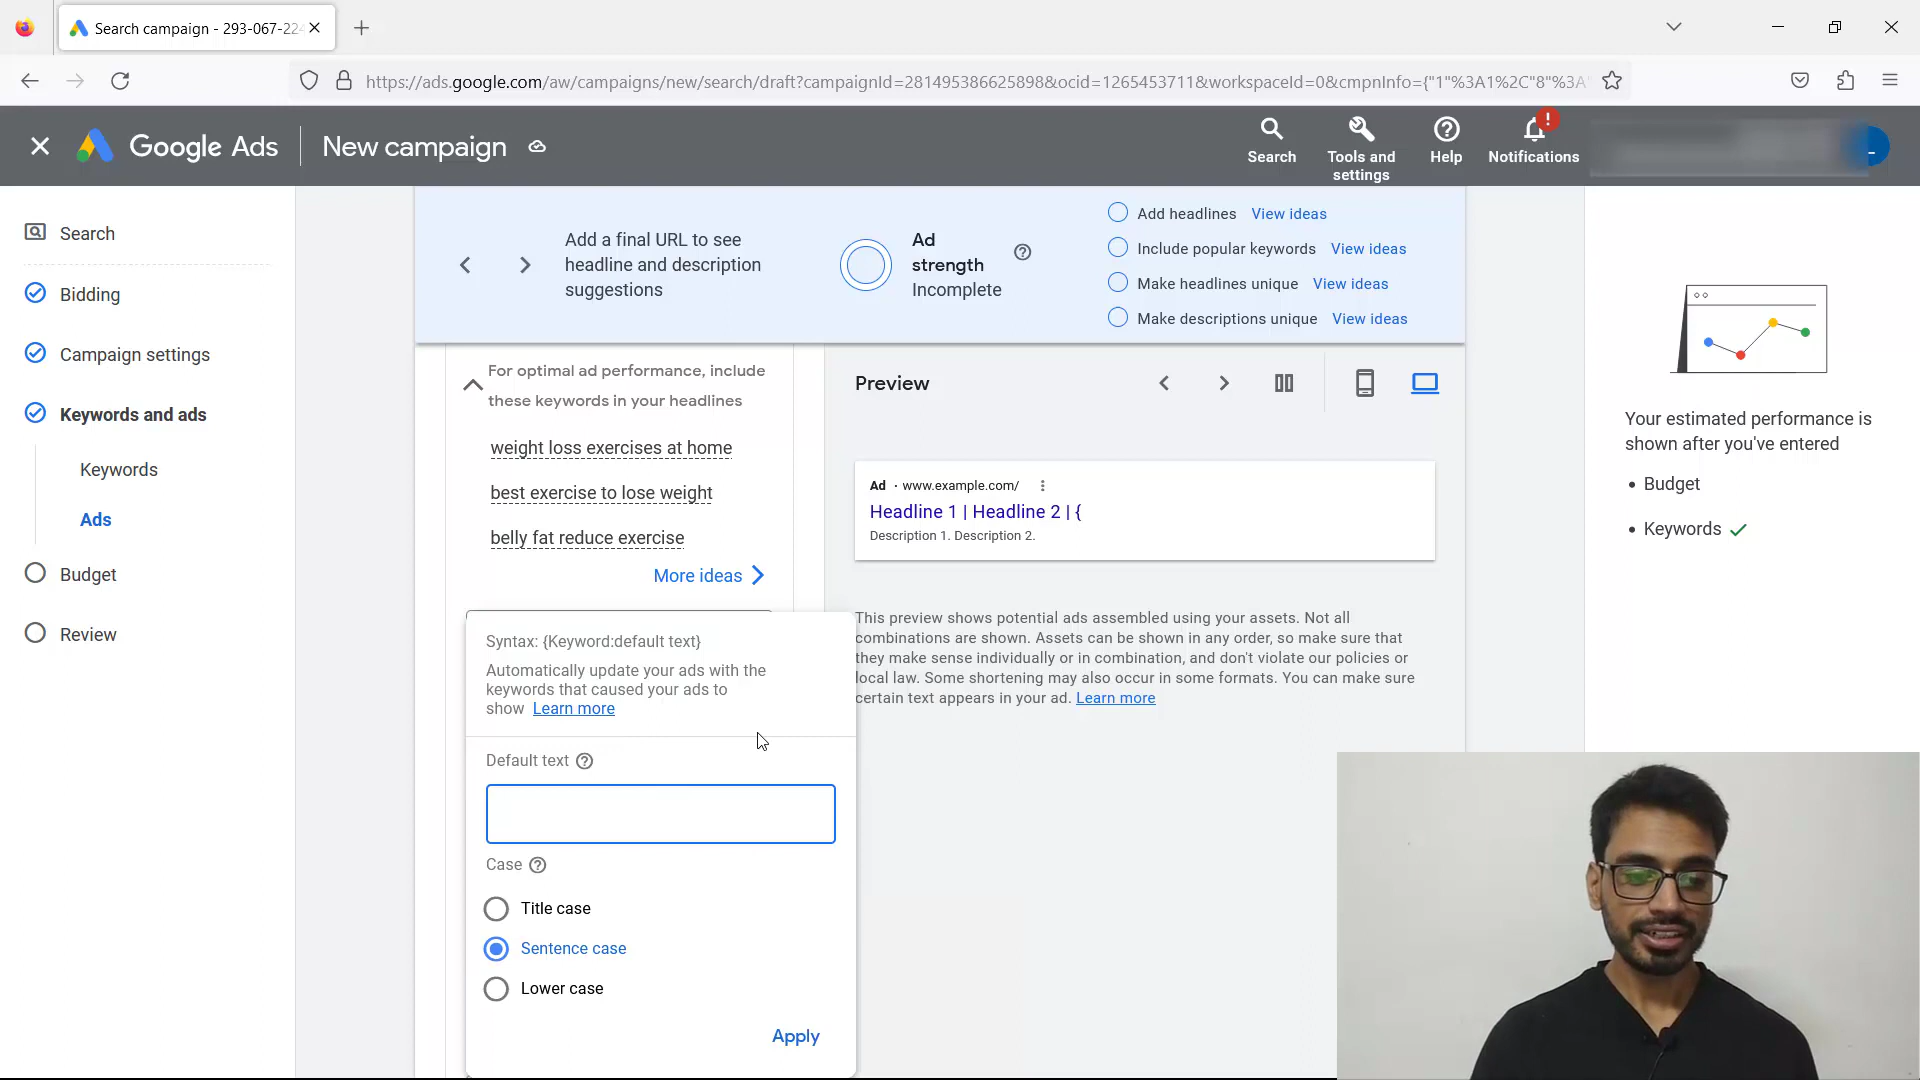 Search campaign - 293-067-224
https://ads.google.com/aw/campaigns/new/search/draft?campaignId=281495386625898&ocid=1265453711&workspaceId=0&cmpnInfo={"1"%3A1%2C"8"%3A"
Google Ads
New campaign
Search
Tools and settings
Help
!
Notifications
Search
Bidding
Campaign settings
Keywords and ads
Keywords
Ads
Budget
Review
Add a final URL to see
headline and description
suggestions
Ad
strength
Incomplete
Add headlines View ideas
Include popular keywords View ideas
Make headlines unique View ideas
Make descriptions unique View ideas
For optimal ad performance, include
these keywords in your headlines
weight loss exercises at home
best exercise to lose weight
belly fat reduce exercise
More ideas
Syntax: {Keyword:default text}
Automatically update your ads with the
keywords that caused your ads to
show Learn more
Default text
Case
Title case
Sentence case
Lower case
Apply
Preview
Ad · www.example.com/
Headline 1 | Headline 2 | {
Description 1. Description 2.
This preview shows potential ads assembled using your assets. Not all
combinations are shown. Assets can be shown in any order, so make sure that
they make sense individually or in combination, and don't violate our policies or
local law. Some shortening may also occur in some formats. You can make sure
certain text appears in your ad. Learn more
Your estimated performance is
shown after you've entered
• Budget
• Keywords